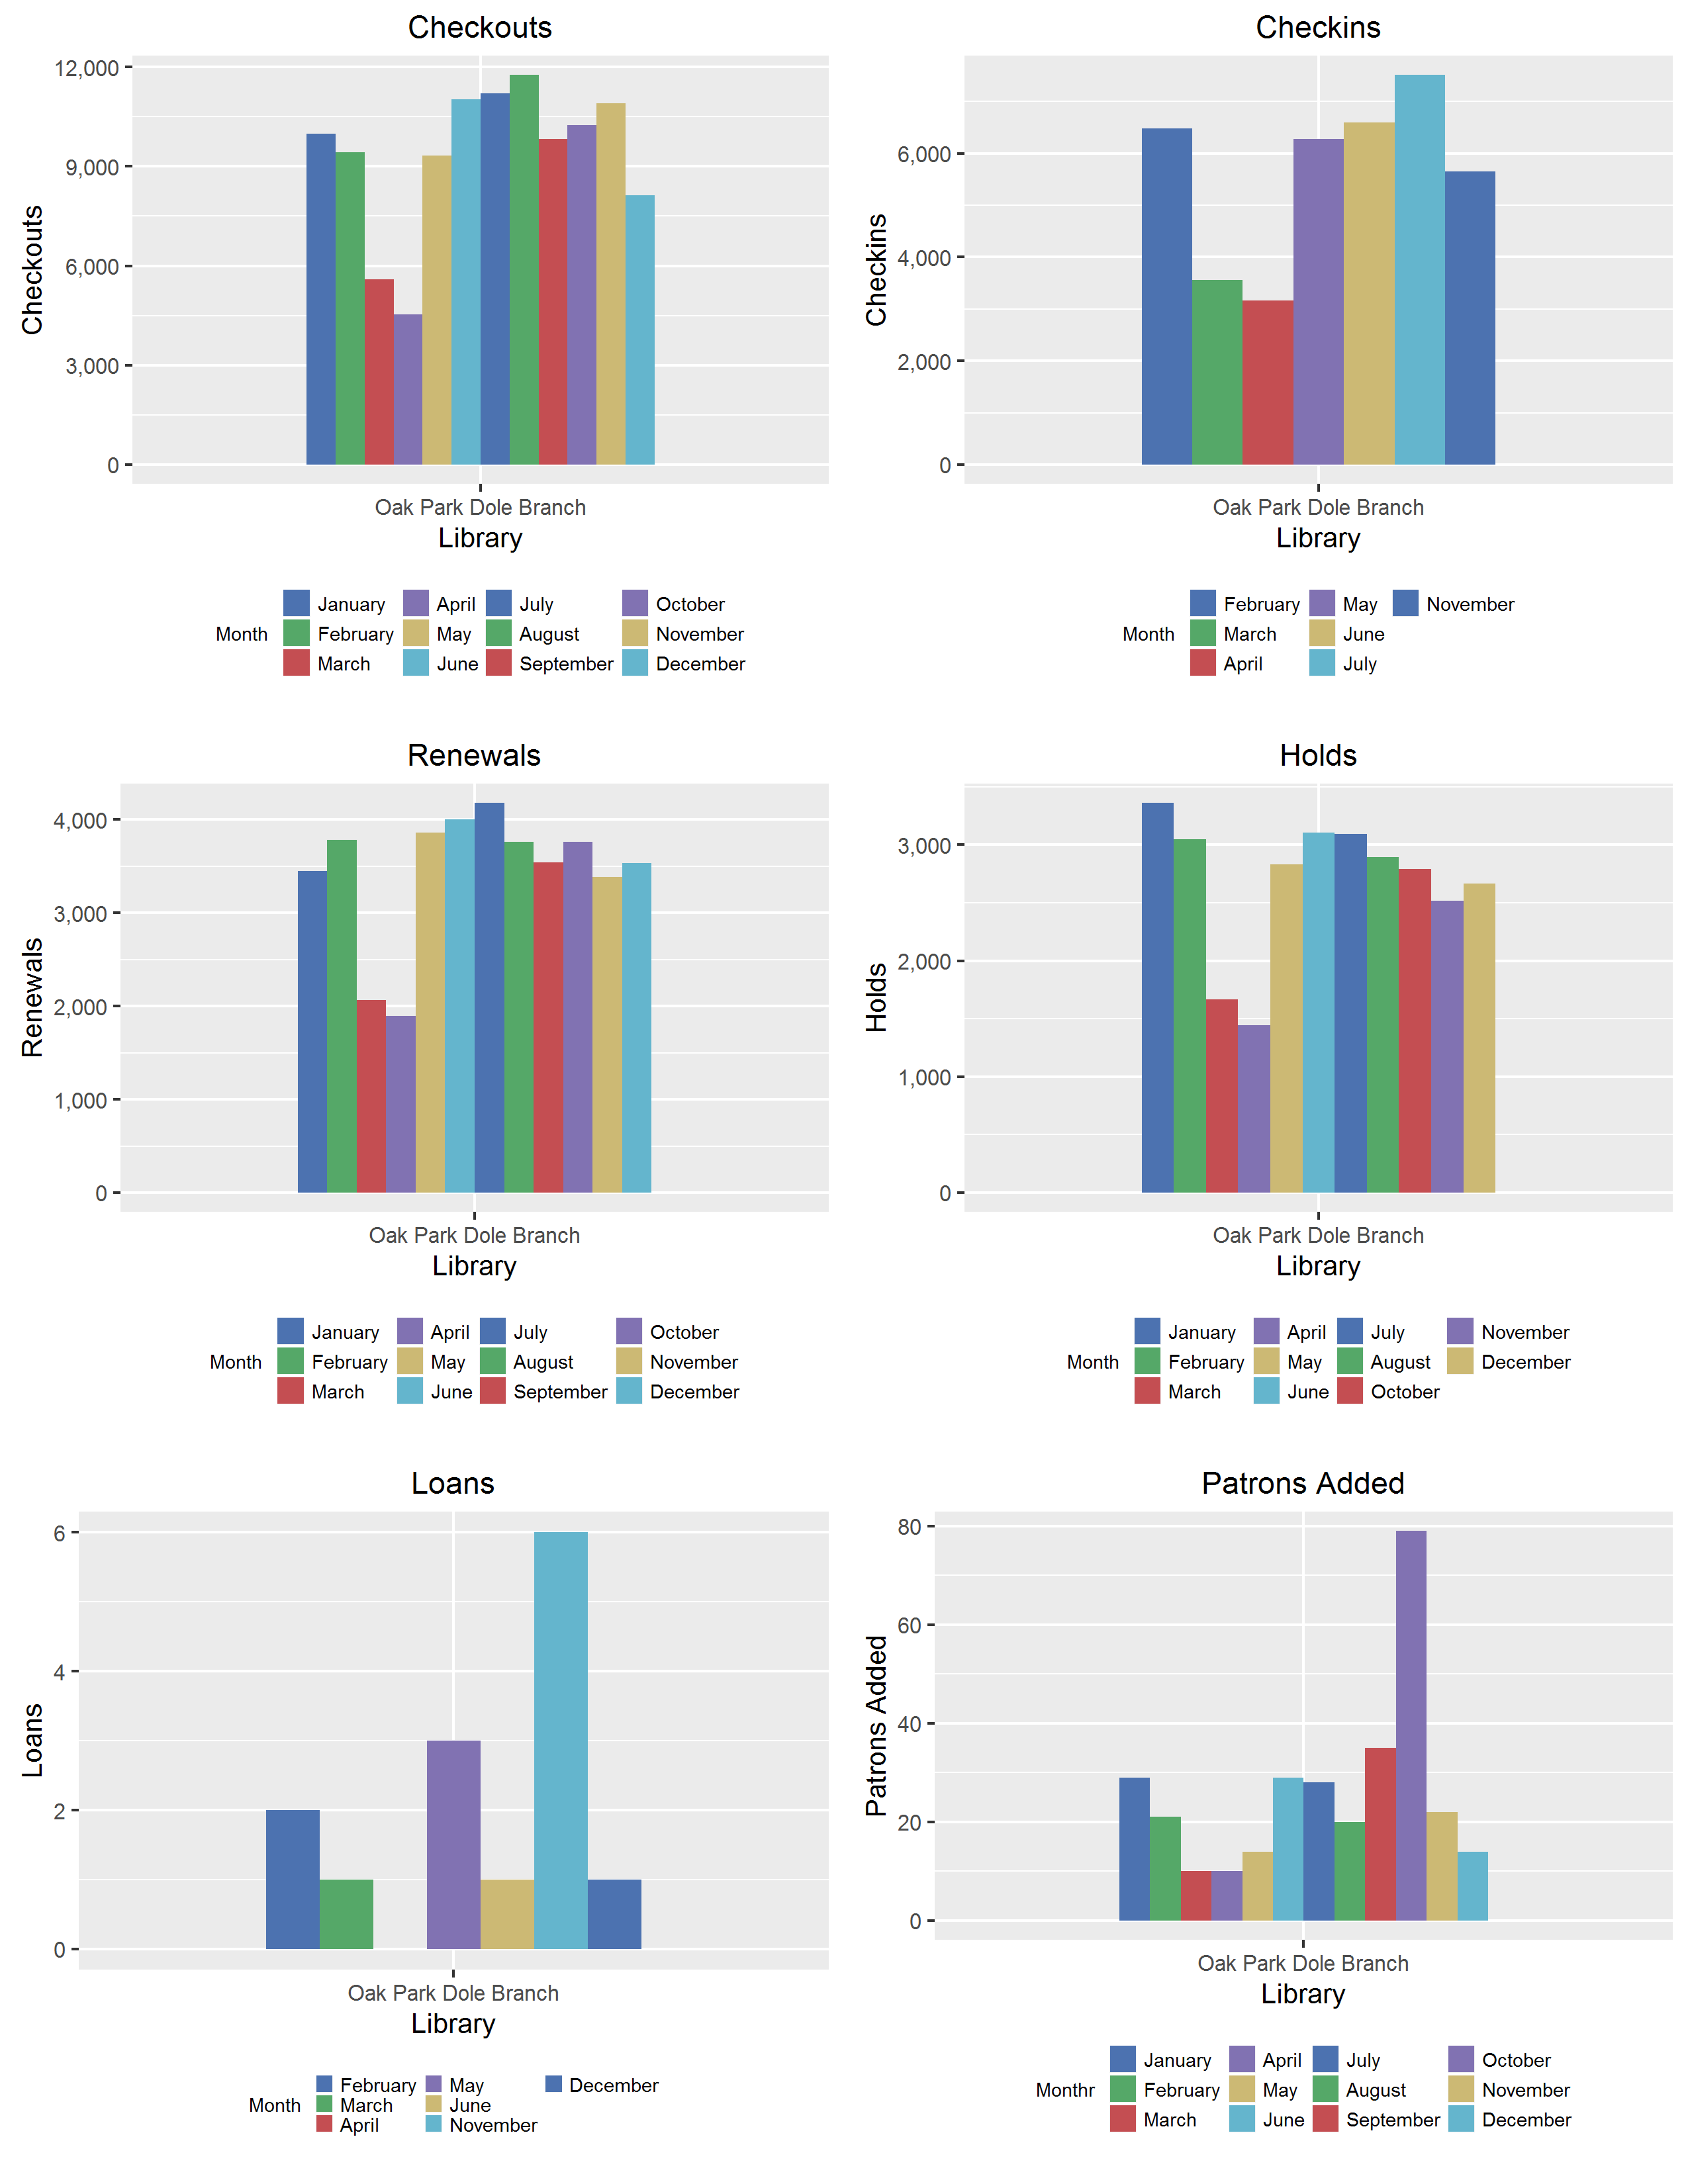 Checkouts
12,000
9,000
6,000
3,000
0
Checkouts
Oak Park Dole Branch
Library
Month
January April July October
February May August November
March June September December
Checkins
6,000
4,000
2,000
0
Checkins
Oak Park Dole Branch
Library
Month
February May November
March June
April July
Renewals
4,000
3,000
2,000
1,000
0
Renewals
Oak Park Dole Branch
Library
Month
January April July October
February May August November
March June September December
Holds
3,000
2,000
1,000
0
Holds
Oak Park Dole Branch
Library
Month
January April July November
February May August December
March June October
Loans
6
4
2
0
Loans
Oak Park Dole Branch
Library
Month
February May December
March June
April November
Patrons Added
80
60
40
20
0
Patrons Added
Oak Park Dole Branch
Library
Monthr
January April July October
February May August November
March June September December